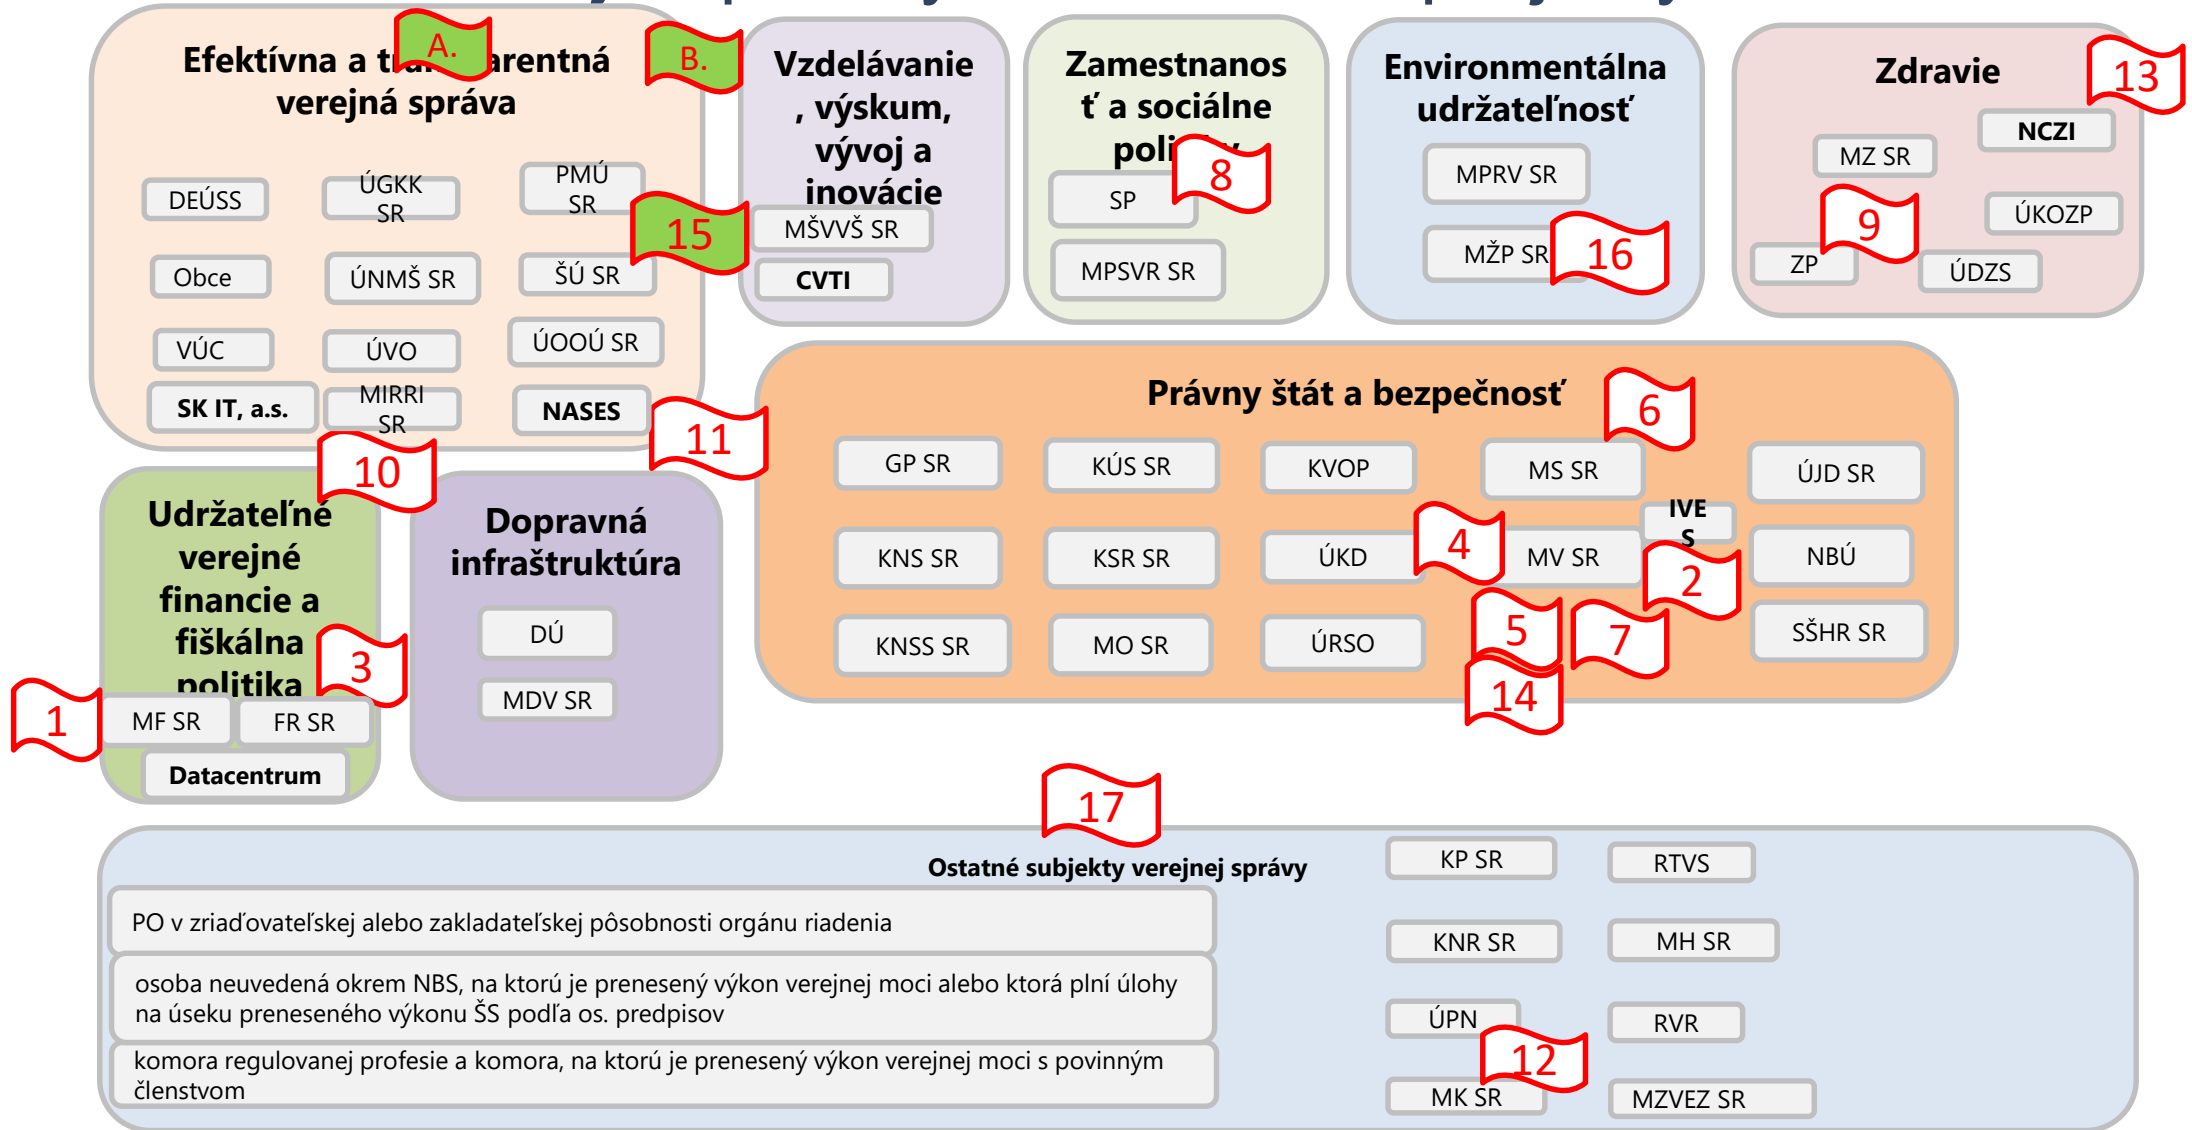 A.
Efektívna a tr arentná
verejná správa
DEÚSS
ÚGKK
SR
PMÚ
SR
Obce
ÚNMŠ SR
ŠÚ SR
VÚC
ÚVO
ÚOOÚ SR
SK IT, a.s.
MIRRI
SR
NASES
B.
15
11
10
Vzdelávanie
, výskum,
vývoj a
inovácie
MŠVVŠ SR
CVTI
Zamestnanos
ť a sociálne
8
SP
MPSVR SR
Environmentálna
udržateľnosť
MPRV SR
MŽP SR
16
Zdravie
13
NCZI
MZ SR
9
ÚKOZP
ZP
ÚDZS
Udržateľné
verejné
financie a
fiškálna
politika
3
1
MF SR
FR SR
Datacentrum
Dopravná
infraštruktúra
DÚ
MDV SR
Právny štát a bezpečnosť
6
GP SR
KÚS SR
KVOP
MS SR
ÚJD SR
IVE
S
KNS SR
KSR SR
ÚKD
4
MV SR
2
NBÚ
KNSS SR
MO SR
ÚRSO
5
7
14
SŠHR SR
17
Ostatné subjekty verejnej správy
PO v zriaďovateľskej alebo zakladateľskej pôsobnosti orgánu riadenia
osoba neuvedená okrem NBS, na ktorú je prenesený výkon verejnej moci alebo ktorá plní úlohy
na úseku preneseného výkonu ŠS podľa os. predpisov
komora regulovanej profesie a komora, na ktorú je prenesený výkon verejnej moci s povinným
členstvom
KP SR
RTVS
KNR SR
MH SR
ÚPN
RVR
12
MK SR
MZVEZ SR